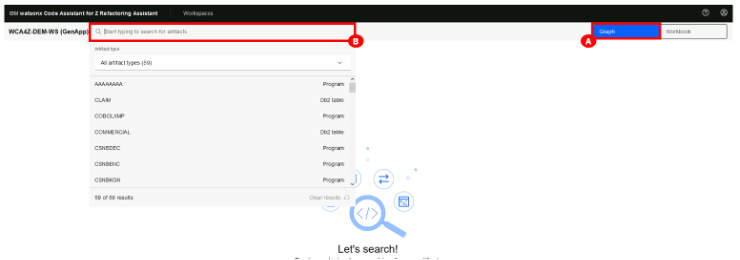 IBM watsonx Code Assistant for Z Refactoring Assistant Workspaces
WCA4Z-DEM-WS (GenApp) Start typing to search for artifacts Graph Workbook
B A
Artifact type
All artifact types (59)
AAAAAAAA Program
CLAIM Db2 table
COBOLIMP Program
COMMERCIAL Db2 table
CSNBDEC Program
CSNBENC Program
CSNBKGN Program
59 of 59 results Clear results
</>
Let's search!